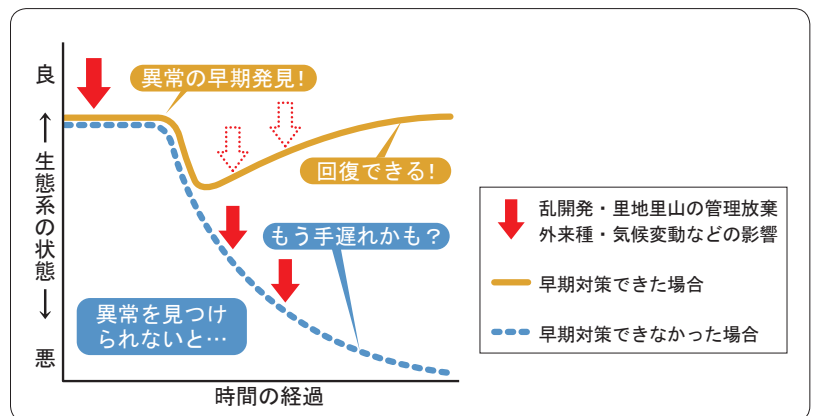 良
↑
生態系の状態
↓
悪
異常の早期発見!
回復できる!
もう手遅れかも?
異常を見つけ
られないと…
時間の経過
乱開発・里地里山の管理放棄
外来種・気候変動などの影響
早期対策できた場合
早期対策できなかった場合